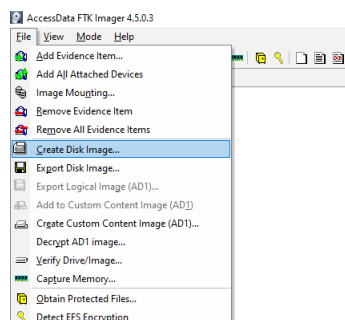 AccessData FTK Imager 4.5.0.3
File View Mode Help
Add Evidence Item...
Add All Attached Devices
Image Mounting...
Remove Evidence Item
Remove All Evidence Items
Create Disk Image...
Export Disk Image...
Export Logical Image (AD1)...
Add to Custom Content Image (AD1)
Create Custom Content Image (AD1)...
Decrypt AD1 image...
Verify Drive/Image...
Capture Memory...
Obtain Protected Files...
Detect EFS Encryption